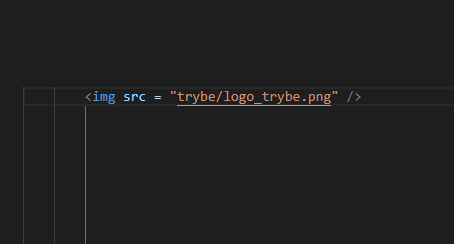 <img src = "trybe/logo_trybe.png" />